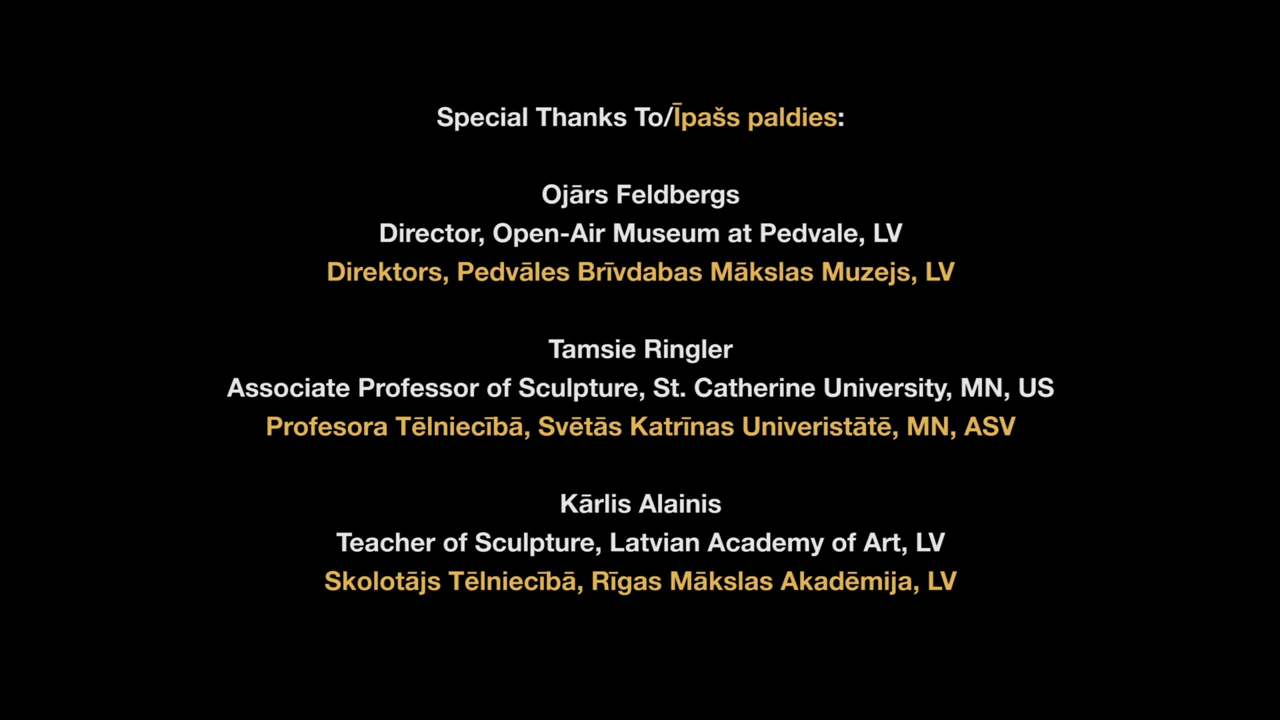 Special Thanks To/Īpašs paldies:
Ojārs Feldbergs
Director, Open-Air Museum at Pedvale, LV
Direktors, Pedvāles Brīvdabas Mākslas Muzejs, LV
Tamsie Ringler
Associate Professor of Sculpture, St. Catherine University, MN, US
Profesora Tēlniecībā, Svētās Katrīnas Univeristātē, MN, ASV
Kārlis Alainis
Teacher of Sculpture, Latvian Academy of Art, LV
Skolotājs Tēlniecībā, Rīgas Mākslas Akadēmija, LV